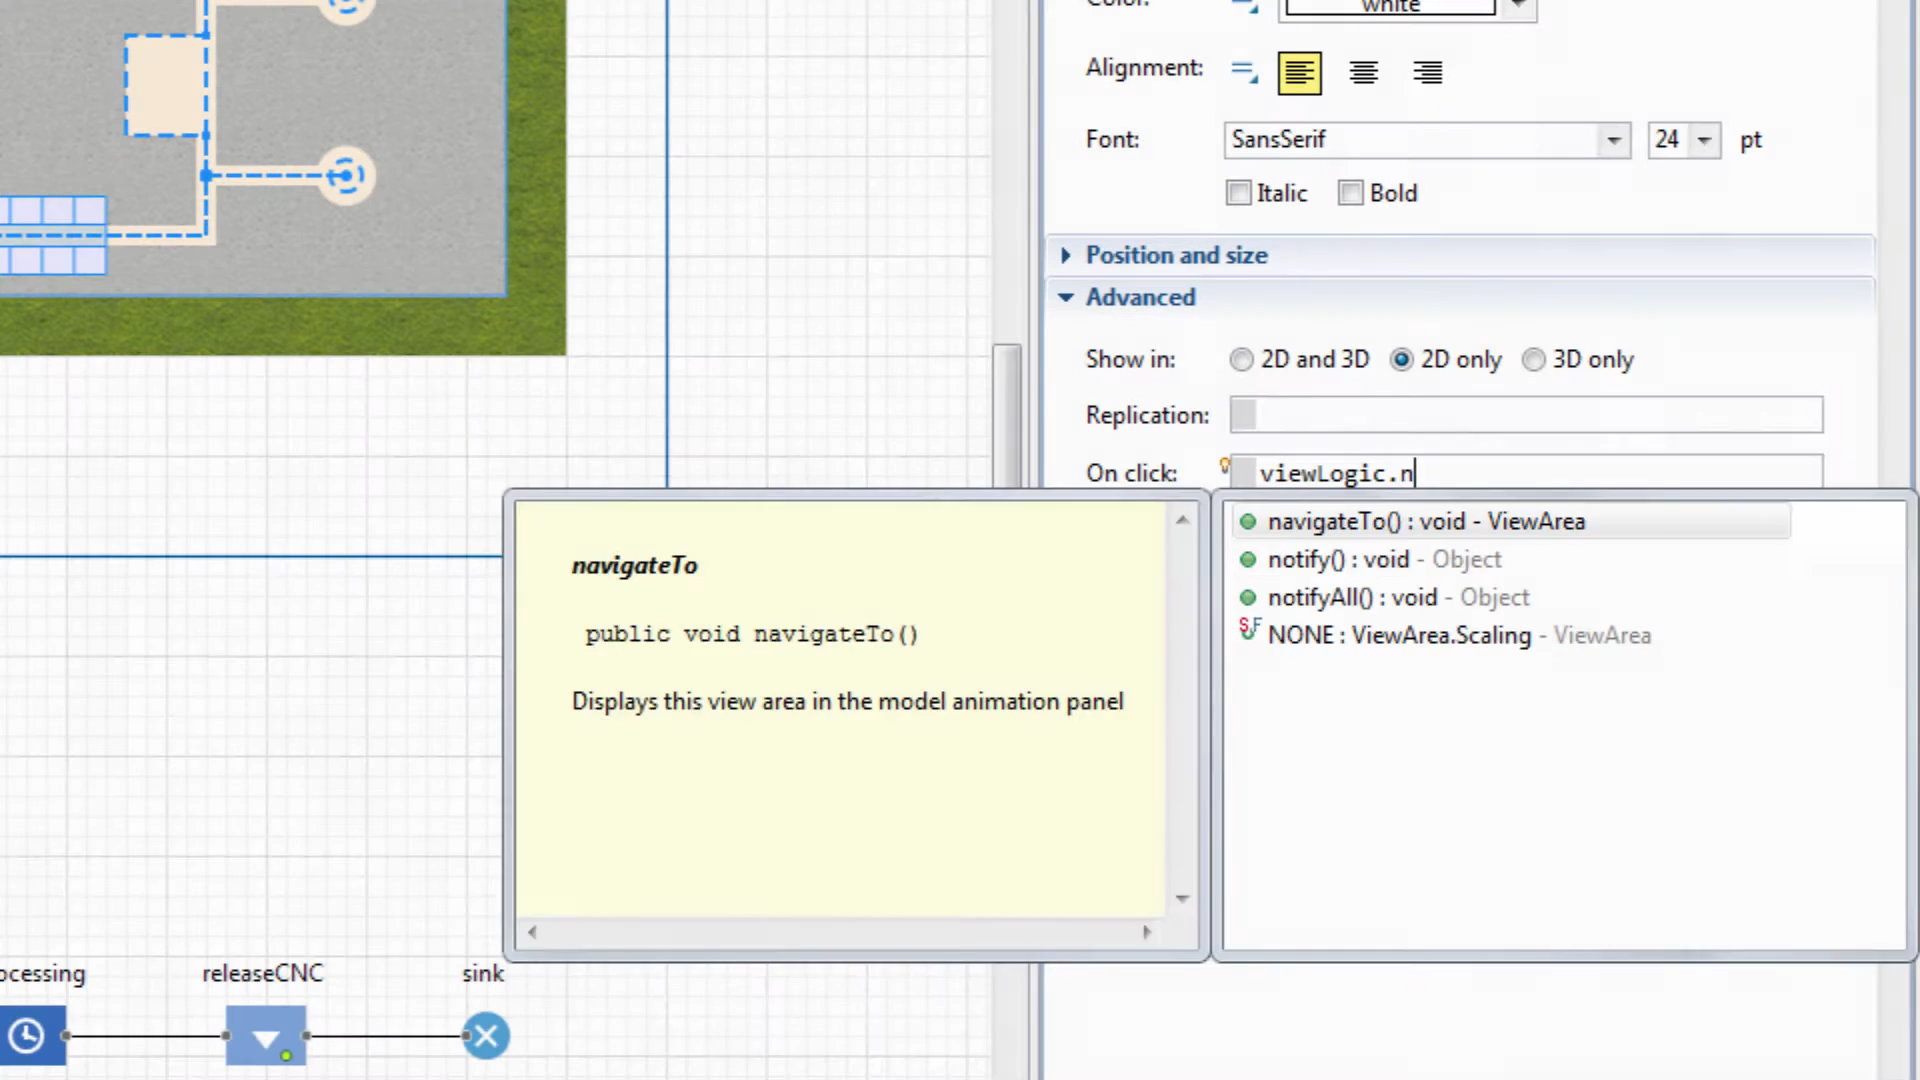 Color:
white
Alignment:
Font:
SansSerif
24
pt
Italic
Bold
Position and size
Advanced
Show in:
2D and 3D
2D only
3D only
Replication:
On click:
viewLogic.n
navigateTo
public void navigateTo()
Displays this view area in the model animation panel
navigateTo() : void - ViewArea
notify() : void - Object
notifyAll() : void - Object
NONE : ViewArea.Scaling - ViewArea
ocessing
releaseCNC
sink